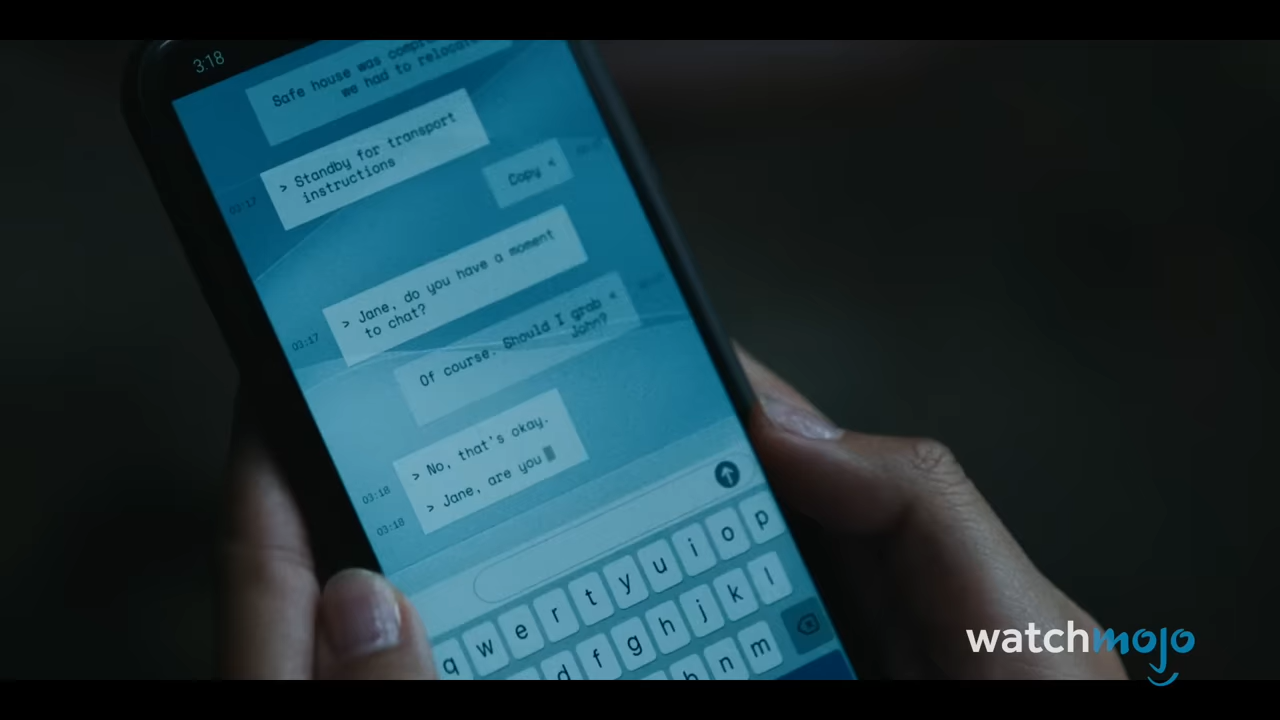 3:18
Safe house was
we had to
> Standby for transport
instructions
03:17
Copy <
> Jane, do you have a moment
to chat?
03:17
Of course. Should I grab <
John?
> No, that's okay.
03:18
> Jane, are you
03:18
q w e r t y u i o p
d f g h j k l
b n m
watchmojo